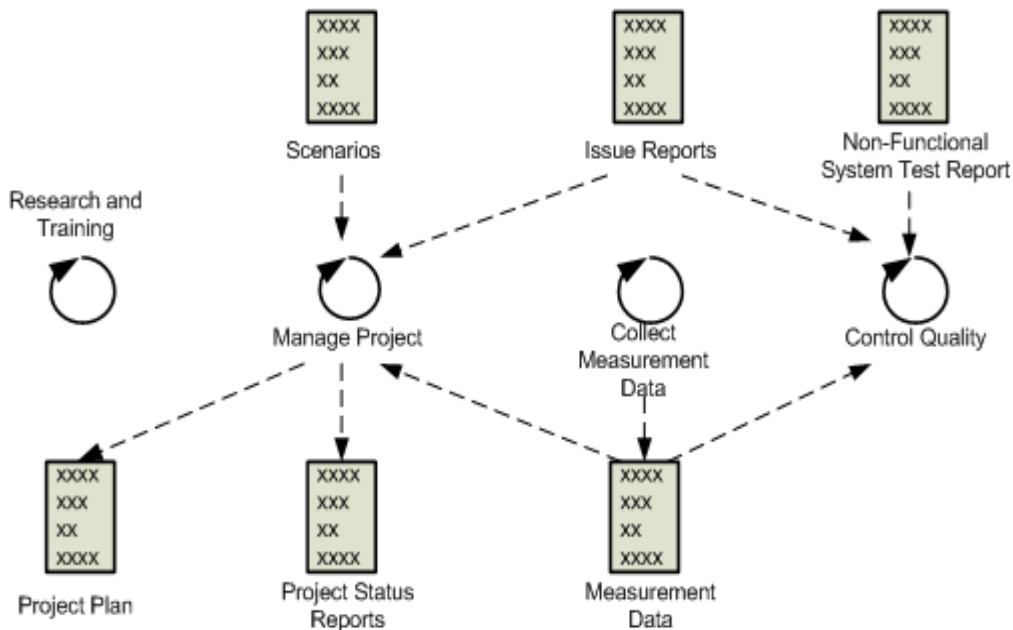 XXXX
XXX
XX
XXXX
Scenarios
XXXX
XXX
XX
XXXX
Issue Reports
XXXX
XXX
XX
XXXX
Non-Functional
System Test Report
Research and
Training
Manage Project
Collect
Measurement
Data
Control Quality
XXXX
XXX
XX
XXXX
Project Plan
XXXX
XXX
XX
XXXX
Project Status
Reports
XXXX
XXX
XX
XXXX
Measurement
Data